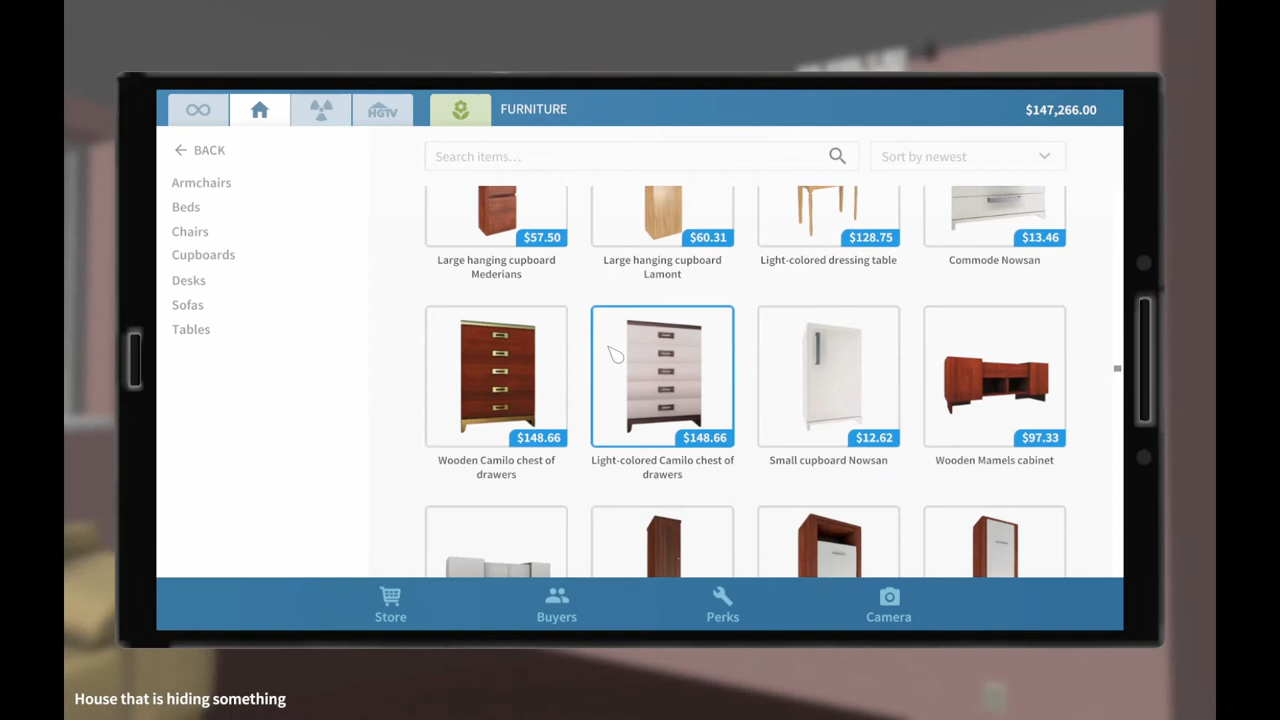 HGTV
FURNITURE
$147,266.00
BACK
Search items...
Sort by newest
Armchairs
Beds
Chairs
Cupboards
Desks
Sofas
Tables
$57.50
$60.31
$128.75
$13.46
Large hanging cupboard
Mederians
Large hanging cupboard
Lamont
Light-colored dressing table
Commode Nowsan
$148.66
$148.66
$12.62
$97.33
Wooden Camilo chest of
drawers
Light-colored Camilo chest of
drawers
Small cupboard Nowsan
Wooden Mamels cabinet
Store
Buyers
Perks
Camera
House that is hiding something